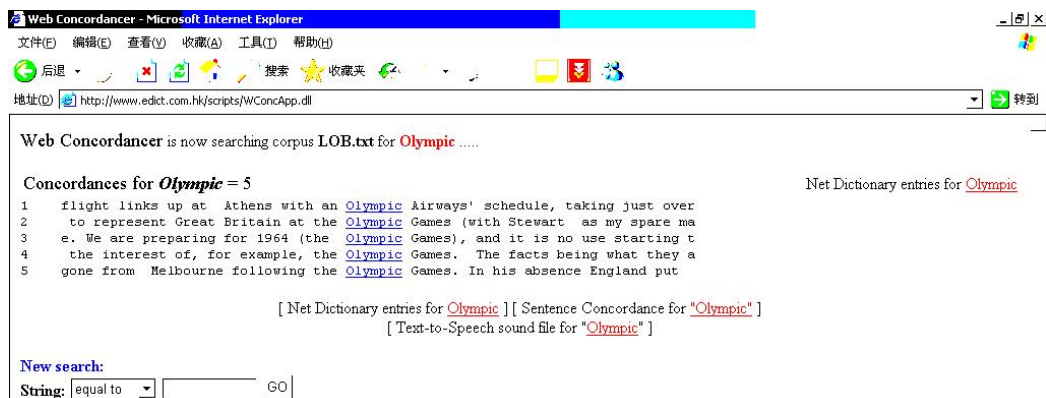 Web Concordancer - Microsoft Internet Explorer
文件(F) 编辑(E) 查看(V) 收藏(A) 工具(T) 帮助(H)
后退 搜索 收藏夹
地址(D) http://www.edict.com.hk/scripts/WConcApp.dll 转到
Web Concordancer is now searching corpus LOB.txt for Olympic .....
Concordances for Olympic = 5 Net Dictionary entries for Olympic
1 flight links up at Athens with an Olympic Airways' schedule, taking just over
2 to represent Great Britain at the Olympic Games (with Stewart as my spare ma
3 e. We are preparing for 1964 (the Olympic Games), and it is no use starting t
4 the interest of, for example, the Olympic Games. The facts being what they a
5 gone from Melbourne following the Olympic Games. In his absence England put
[ Net Dictionary entries for Olympic ] [ Sentence Concordance for "Olympic" ]
[ Text-to-Speech sound file for "Olympic" ]
New search:
String: equal to GO